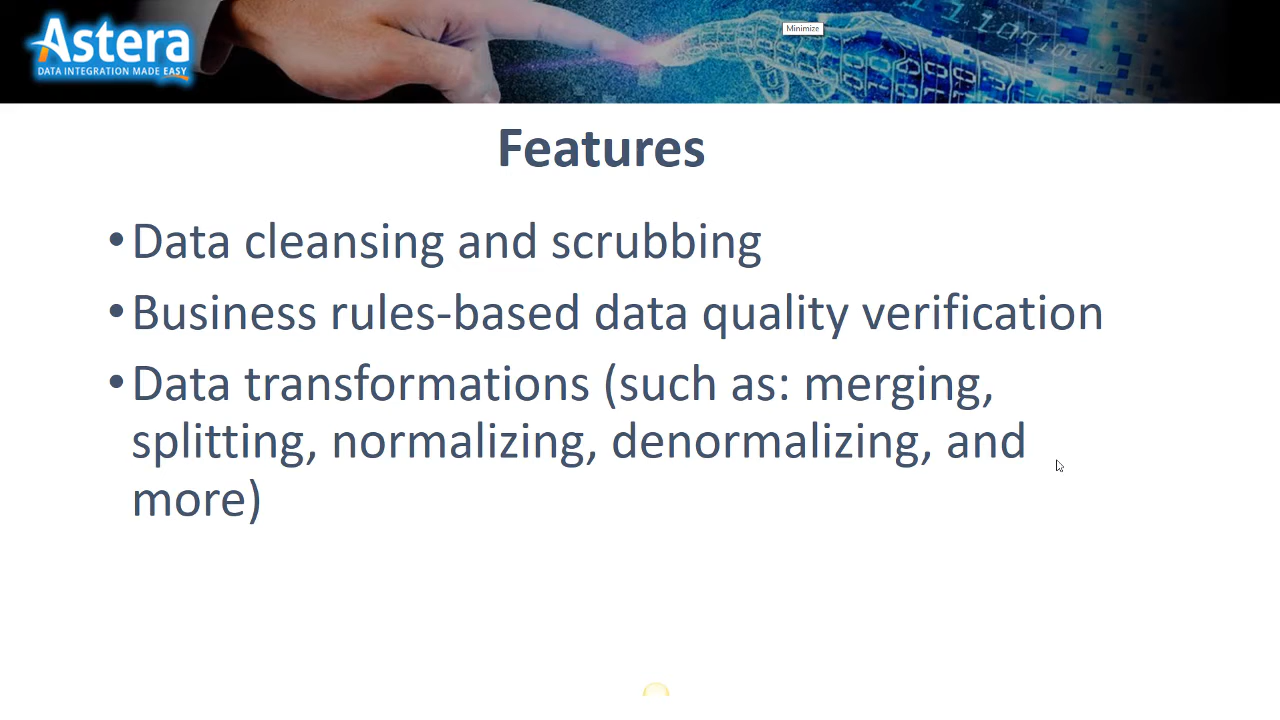 Astera
DATA INTEGRATION MADE EASY
Minimize
Features
•Data cleansing and scrubbing
•Business rules-based data quality verification
•Data transformations (such as: merging,
splitting, normalizing, denormalizing, and
more)